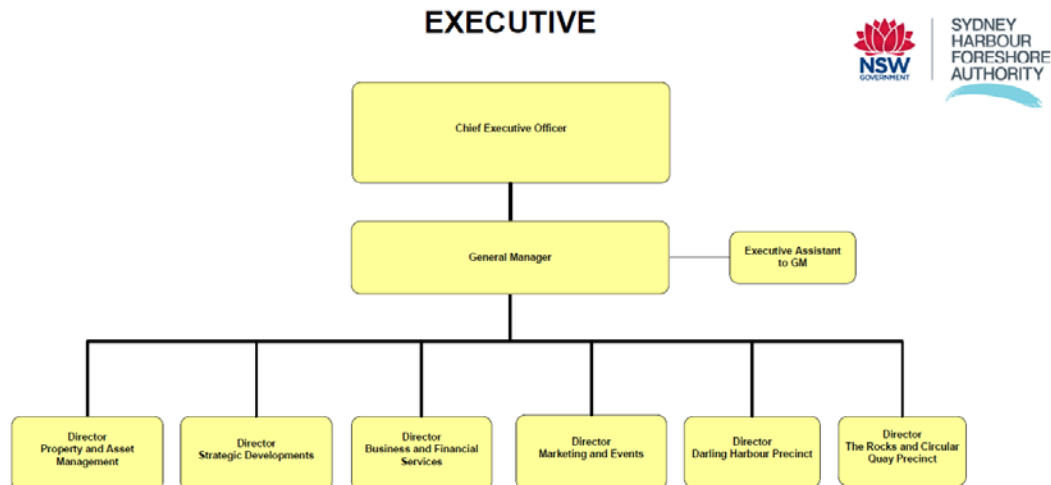 EXECUTIVE
NSW
GOVERNMENT
SYDNEY
HARBOUR
FORESHORE
AUTHORITY
Chief Executive Officer
General Manager
Executive Assistant
to GM
Director
Property and Asset
Management
Director
Strategic Developments
Director
Business and Financial
Services
Director
Marketing and Events
Director
Darling Harbour Precinct
Director
The Rocks and Circular
Quay Precinct